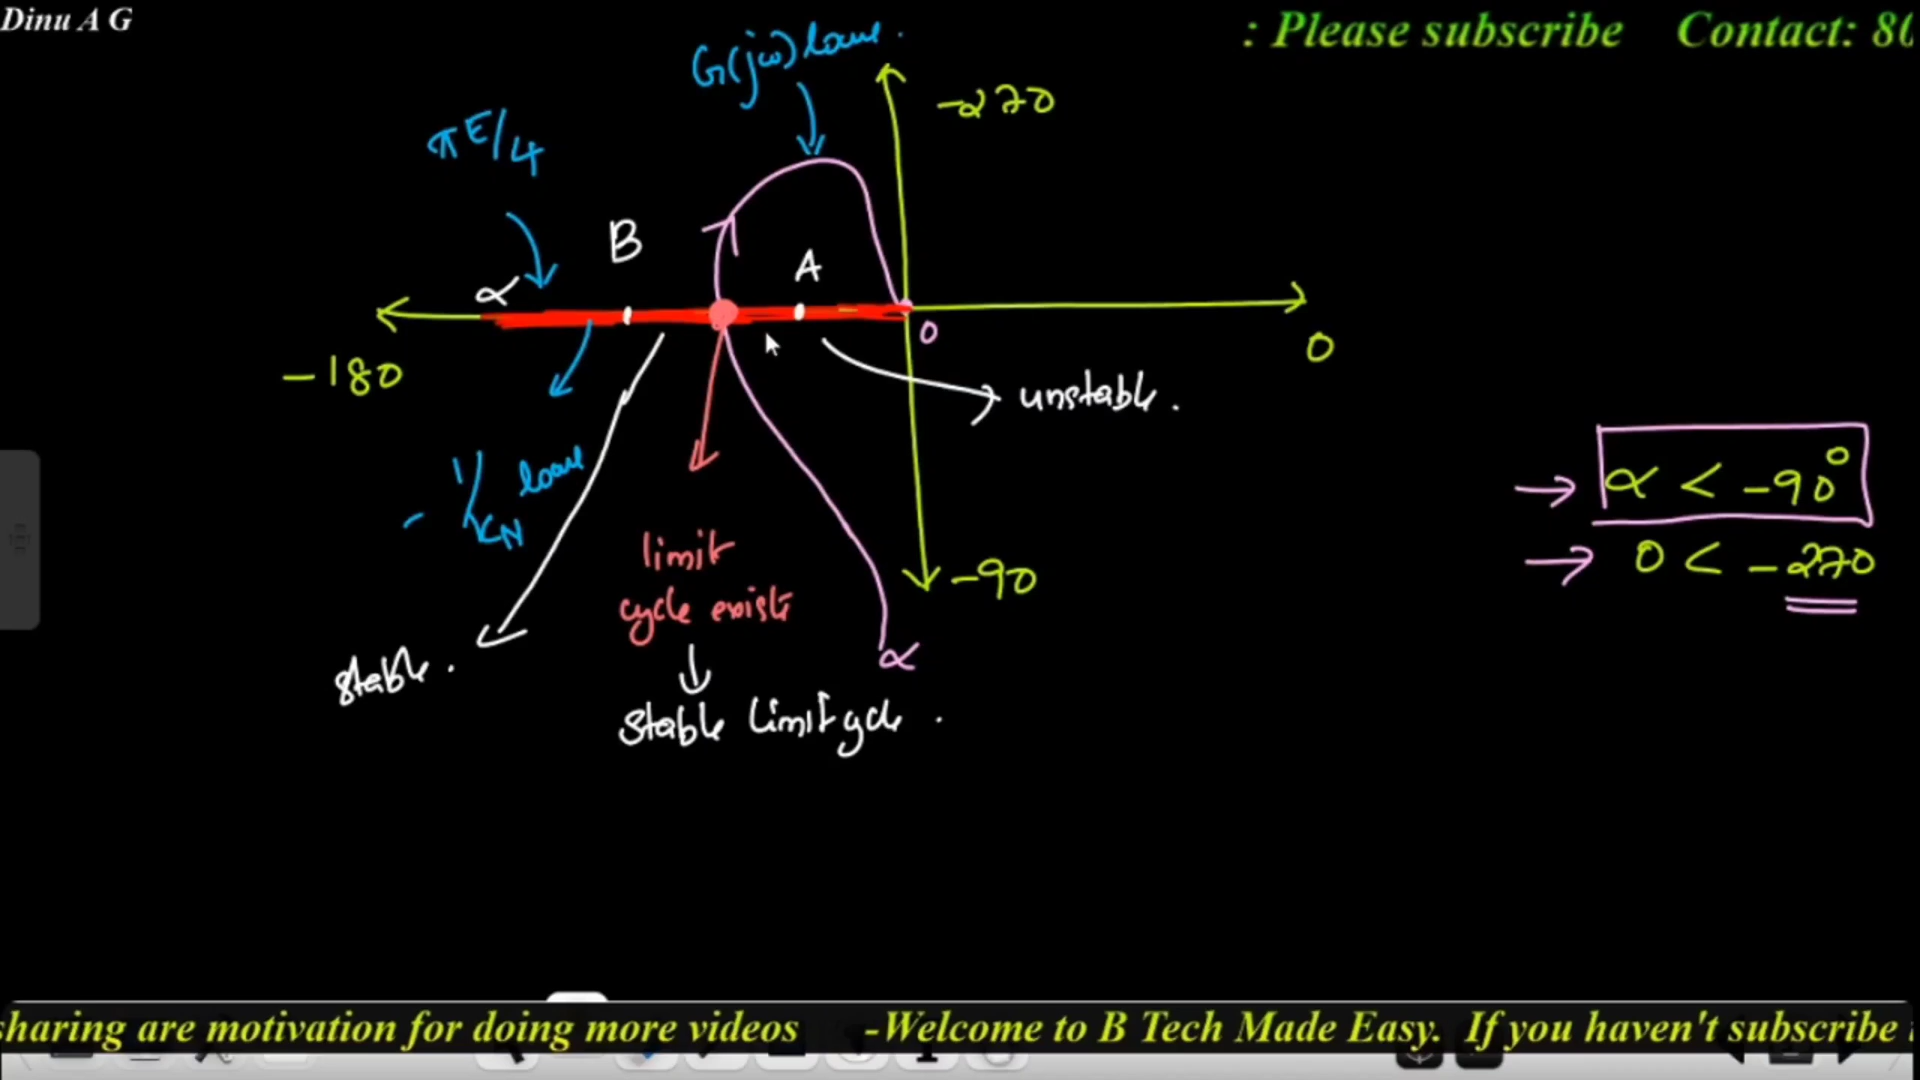 Dinu A G
: Please subscribe Contact: 80
G(jω) locus.
-270
πE/4
B
A
α
0
-180
0
unstable.
- 1/KN locus
α < -90°
limit
cycle exists
0 < -270
-90
stable.
α
stable limit cycle.
sharing are motivation for doing more videos -Welcome to B Tech Made Easy. If you haven't subscribe